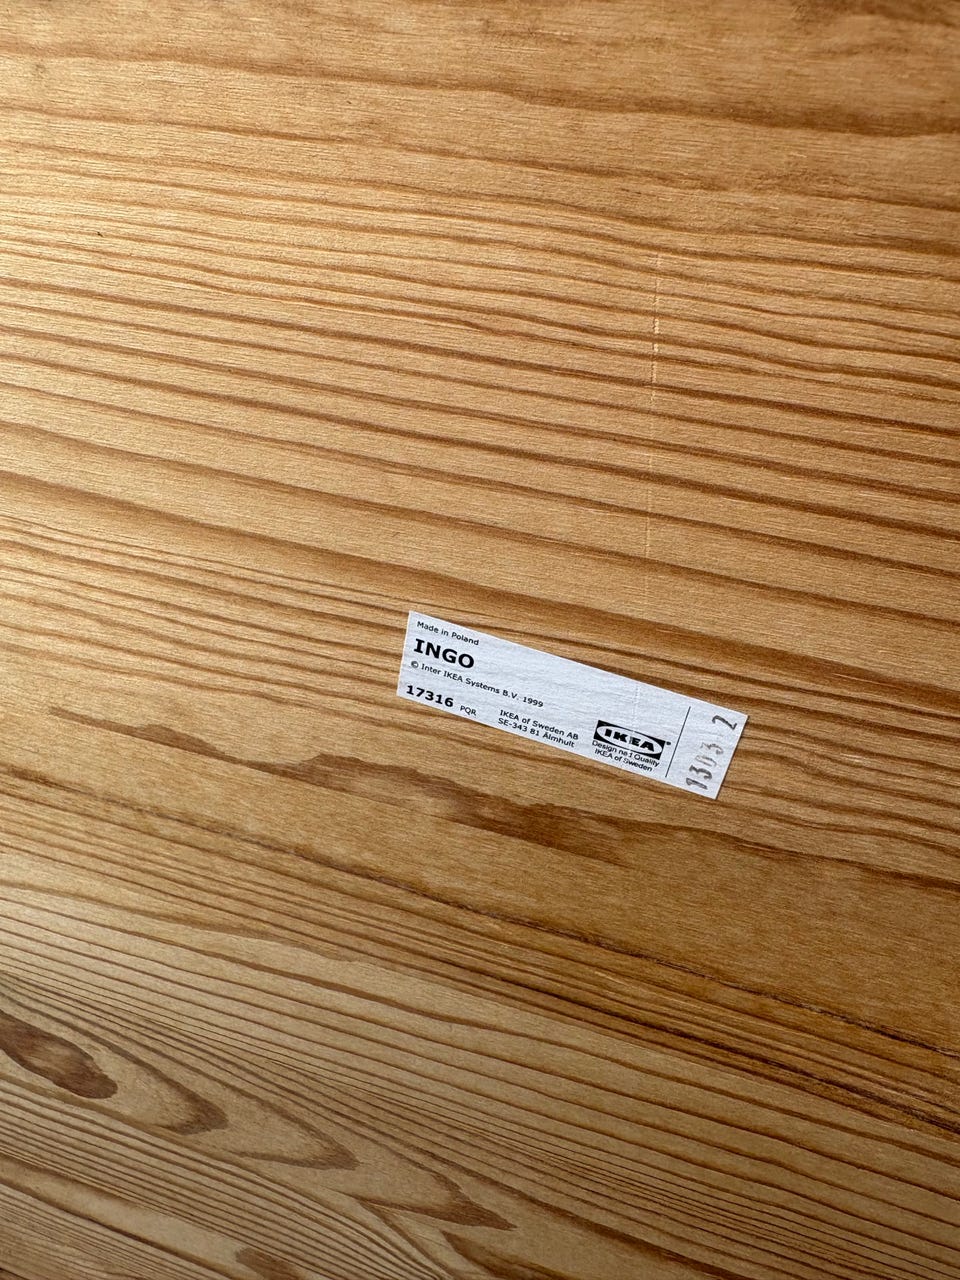 Made in Poland
INGO
© Inter IKEA Systems B.V. 1999
17316 PQR
IKEA of Sweden AB
SE-343 81 Älmhult
IKEA®
Design and Quality
IKEA of Sweden
1303 2